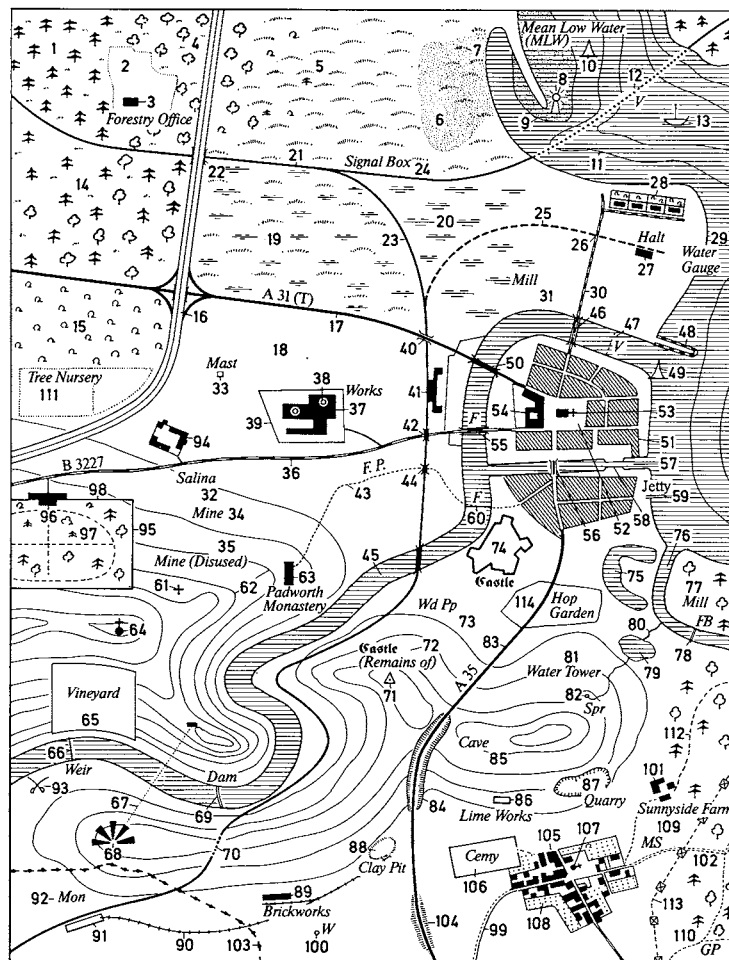 Mean Low Water
(MLW)
1
2
3
4
5
6
7
8
9
10
11
12
V
13
Forestry Office
14
21
Signal Box
24
22
28
29
19
20
23
25
26
Halt
27
Water
Gauge
A 31 (T)
Mill
30
31
46
47
48
15
16
17
18
40
50
V
49
Tree Nursery
111
Mast
33
38
Works
37
39
41
54
53
F
51
94
42
55
57
B 3227
36
F. P.
43
44
Salina
32
98
Mine 34
F
60
Jetty
59
56
52
58
96
97
95
35
Mine (Disused)
61
62
63
Padworth
Monastery
45
74
Castle
75
76
77
Mill
FB
64
Wd Pp
73
114
Hop
Garden
80
78
79
Castle
(Remains of)
72
71
83
A 35
81
Water Tower
82
Spr
Vineyard
65
66
Weir
Cave
85
112
93
67
Dam
69
84
86
Lime Works
87
Quarry
101
Sunnyside Farm
109
MS
68
70
88
Clay Pit
Cemy
106
105
107
102
92
Mon
89
Brickworks
91
90
103
W
100
104
99
108
113
110
GP